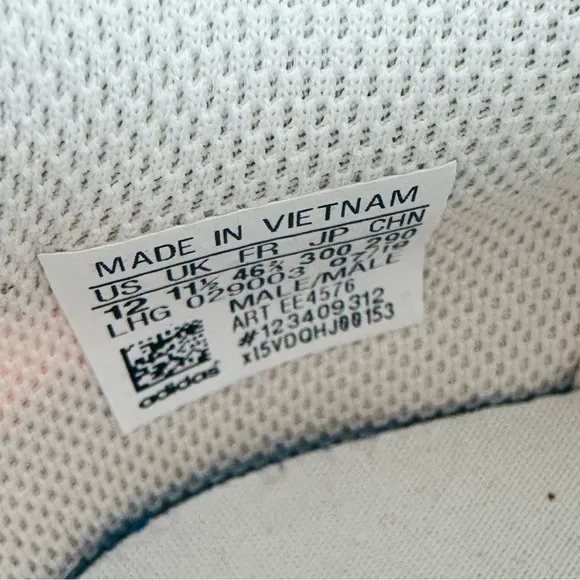 MADE IN VIETNAM
US UK FR JP CHN
12 11½ 46⅔ 300 290
LHG 029003 07/19
MALE/MALE
ART EE4576
#123409312
xI5VDQHJ00153
adidas